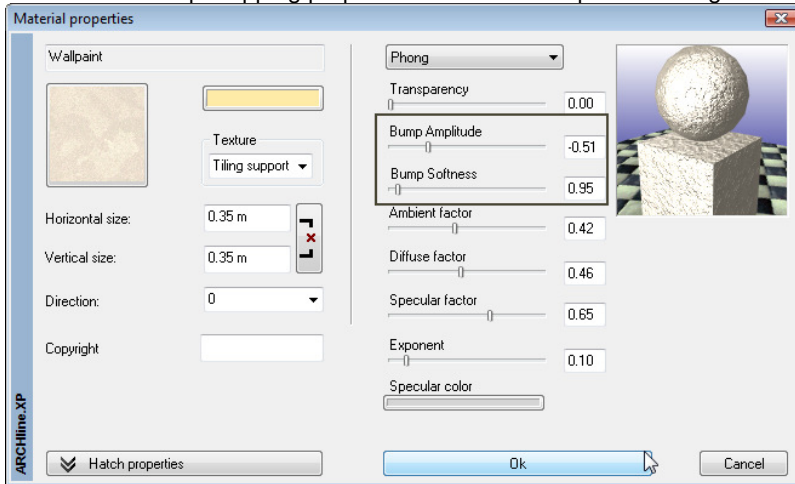 Material properties
Wallpaint
Texture
Tiling support
Horizontal size: 0.35 m
Vertical size: 0.35 m
Direction: 0
Copyright
Hatch properties
ARCHline.XP
Phong
Transparency
0.00
Bump Amplitude
-0.51
Bump Softness
0.95
Ambient factor
0.42
Diffuse factor
0.46
Specular factor
0.65
Exponent
0.10
Specular color
Ok
Cancel